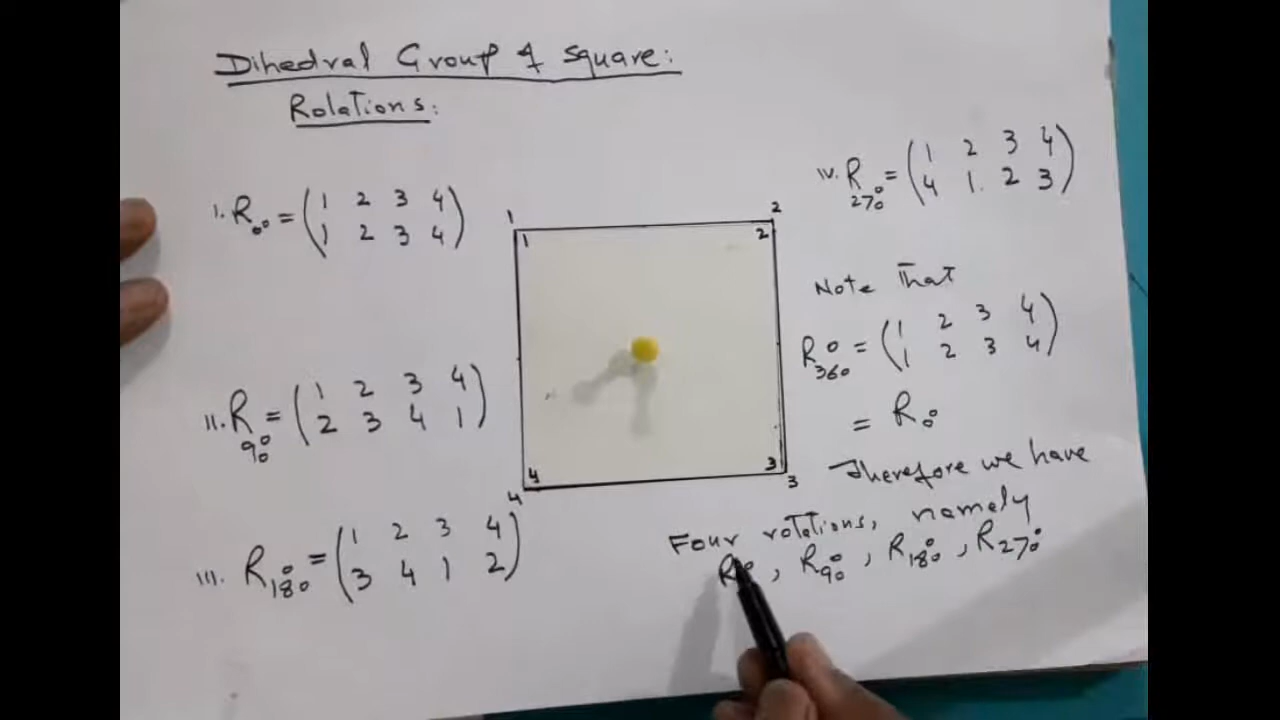 Dihedral Group of square:
Rotations:
I. R0° = (1 2 3 4
1 2 3 4)
II. R90° = (1 2 3 4
2 3 4 1)
III. R180° = (1 2 3 4
3 4 1 2)
1 2
1 2
4 3
4 3
IV. R270° = (1 2 3 4
4 1 2 3)
Note That
R360° = (1 2 3 4
1 2 3 4)
= R0°
Therefore we have
Four rotations, namely
R0°, R90°, R180°, R270°